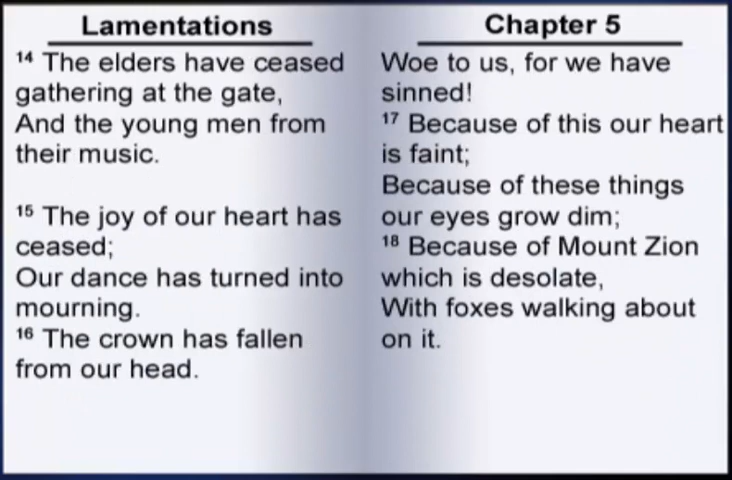 Lamentations
¹⁴ The elders have ceased
gathering at the gate,
And the young men from
their music.
¹⁵ The joy of our heart has
ceased;
Our dance has turned into
mourning.
¹⁶ The crown has fallen
from our head.
Chapter 5
Woe to us, for we have
sinned!
¹⁷ Because of this our heart
is faint;
Because of these things
our eyes grow dim;
¹⁸ Because of Mount Zion
which is desolate,
With foxes walking about
on it.